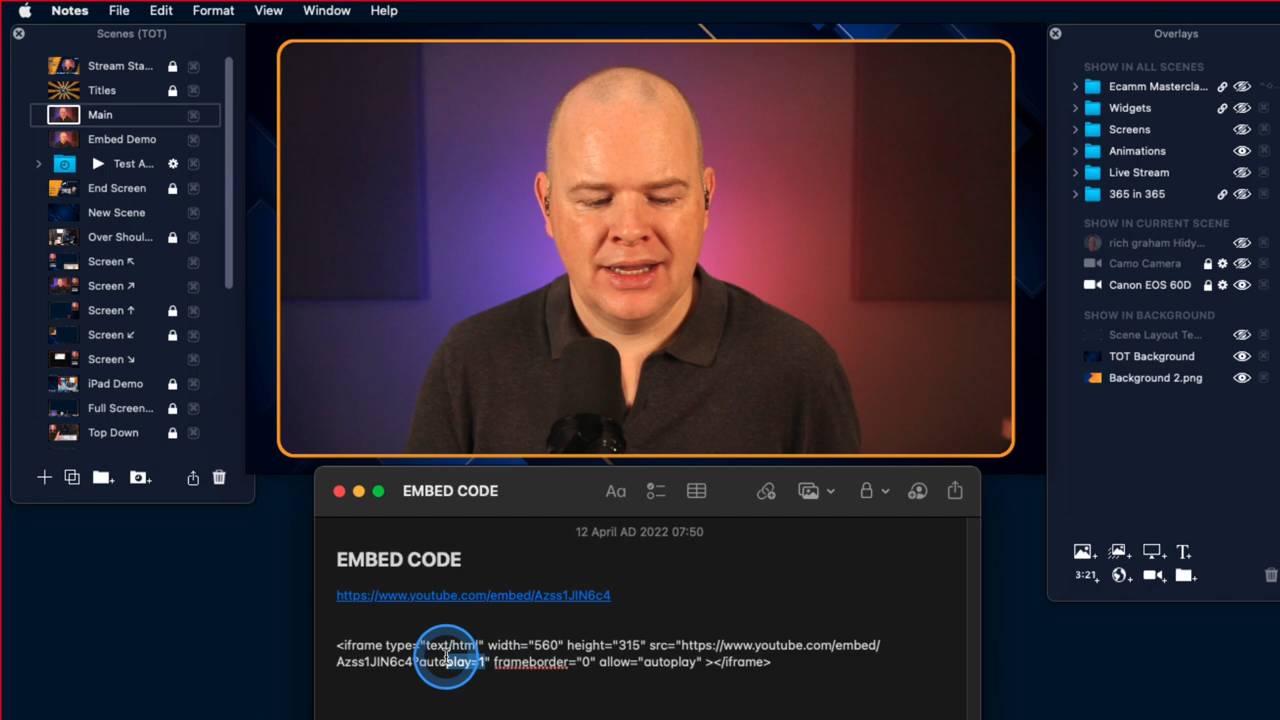 Notes File Edit Format View Window Help
Scenes (TOT)
Stream Sta...
Titles
Main
Embed Demo
Test A...
End Screen
New Scene
Over Shoul...
Screen ↖
Screen ↗
Screen ↑
Screen ↙
Screen ↘
iPad Demo
Full Screen...
Top Down
Overlays
SHOW IN ALL SCENES
Ecamm Mastercla...
Widgets
Screens
Animations
Live Stream
365 in 365
SHOW IN CURRENT SCENE
rich graham Hidy...
Camo Camera
Canon EOS 60D
SHOW IN BACKGROUND
Scene Layout Te...
TOT Background
Background 2.png
3:21
EMBED CODE
Aa
12 April AD 2022 07:50
EMBED CODE
https://www.youtube.com/embed/Azss1JlN6c4
<iframe type="text/html" width="560" height="315" src="https://www.youtube.com/embed/
Azss1JlN6c4?autoplay=1" frameborder="0" allow="autoplay" ></iframe>